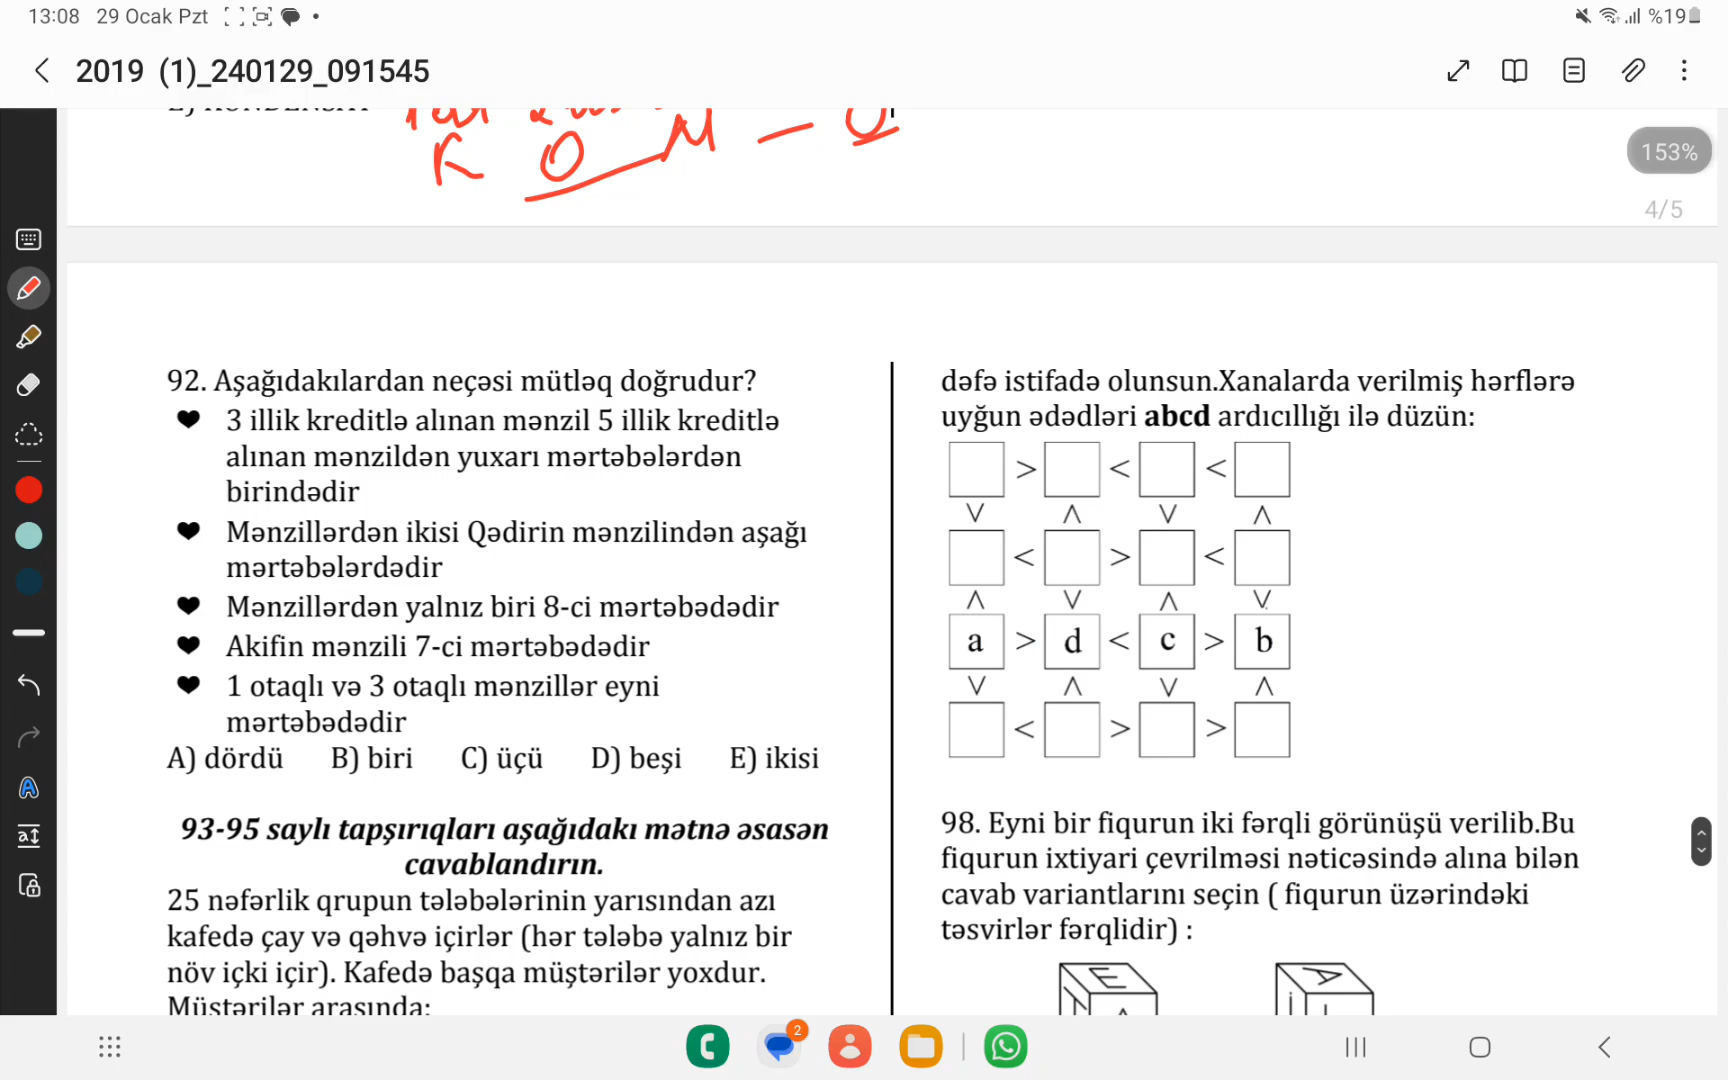 13:08 29 Ocak Pzt
%19
2019 (1)_240129_091545
K O M – U
153%
4/5
92. Aşağıdakılardan neçəsi mütləq doğrudur?
♥ 3 illik kreditlə alınan mənzil 5 illik kreditlə
alınan mənzildən yuxarı mərtəbələrdən
birindədir
♥ Mənzillərdən ikisi Qədirin mənzilindən aşağı
mərtəbələrdədir
♥ Mənzillərdən yalnız biri 8-ci mərtəbədədir
♥ Akifin mənzili 7-ci mərtəbədədir
♥ 1 otaqlı və 3 otaqlı mənzillər eyni
mərtəbədədir
A) dördü B) biri C) üçü D) beşi E) ikisi
93-95 saylı tapşırıqları aşağıdakı mətnə əsasən
cavablandırın.
25 nəfərlik qrupun tələbələrinin yarısından azı
kafedə çay və qəhvə içirlər (hər tələbə yalnız bir
növ içki içir). Kafedə başqa müştərilər yoxdur.
Müştərilər arasında:
dəfə istifadə olunsun.Xanalarda verilmiş hərflərə
uyğun ədədləri abcd ardıcıllığı ilə düzün:
> < <
V Λ V Λ
< > <
Λ V Λ V
a > d < c > b
V Λ V Λ
< > >
98. Eyni bir fiqurun iki fərqli görünüşü verilib.Bu
fiqurun ixtiyari çevrilməsi nəticəsində alına bilən
cavab variantlarını seçin ( fiqurun üzərindəki
təsvirlər fərqlidir) :
E
A
2